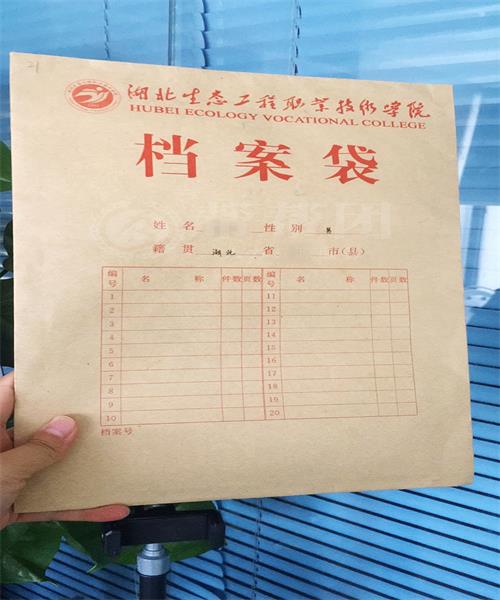 21
湖北生态工程职业技术学院
HUBEI ECOLOGY VOCATIONAL COLLEGE
档案袋
姓名 性别 男
籍贯 湖北 省 市(县)
编号 名称 件数 页数 编号 名称 件数 页数
1 11
2 12
3 13
4 14
5 15
6 16
7 17
8 18
9 19
10 20
档案号